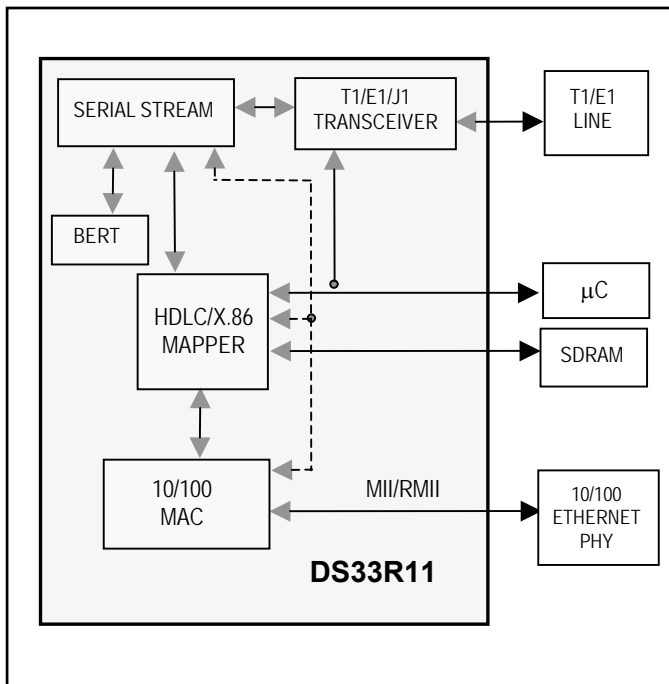 SERIAL STREAM
T1/E1/J1
TRANSCEIVER
T1/E1
LINE
BERT
HDLC/X.86
MAPPER
μC
SDRAM
10/100
MAC
MII/RMII
10/100
ETHERNET
PHY
DS33R11